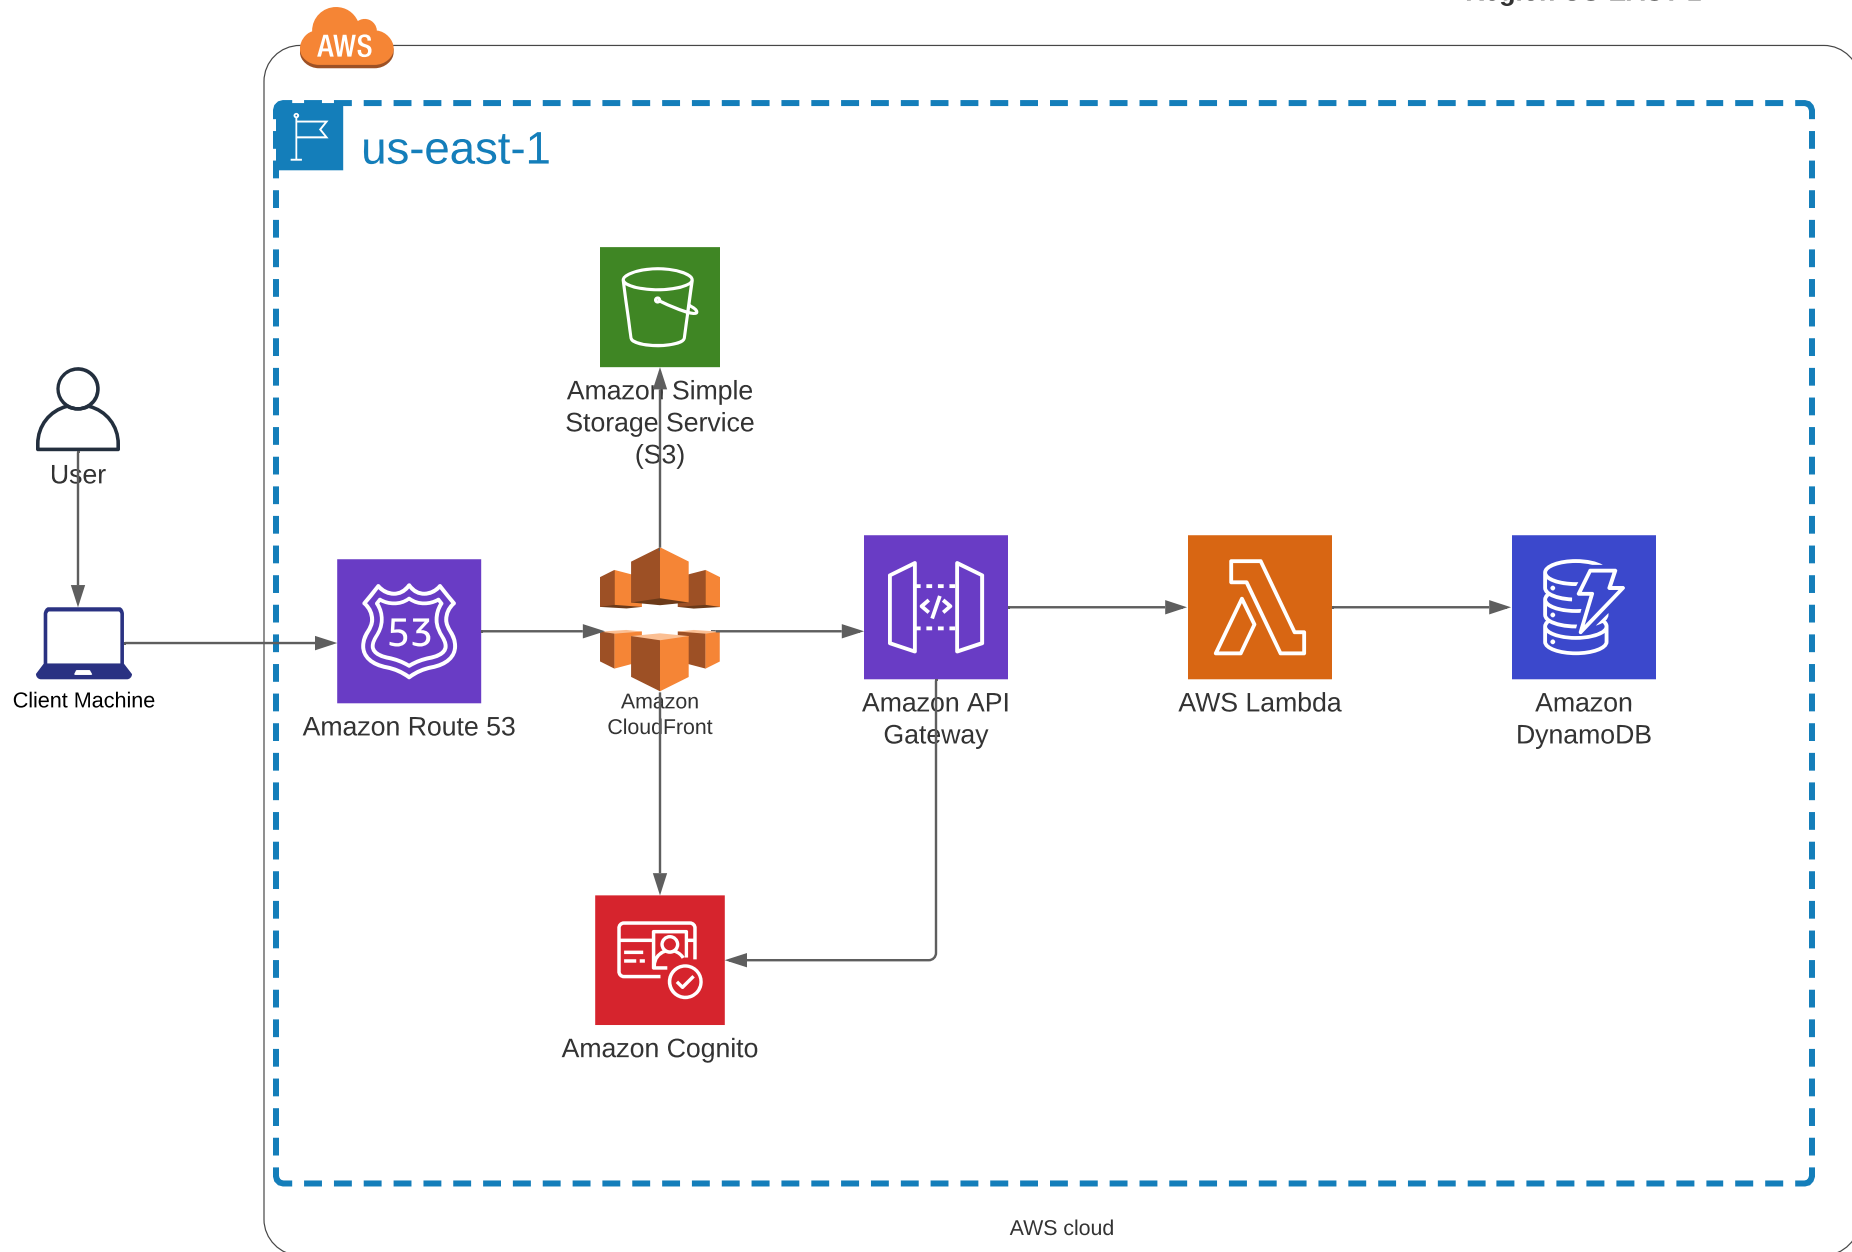 AWS
us-east-1
Amazon Simple
Storage Service
(S3)
User
53
Client Machine
Amazon Route 53
Amazon
CloudFront
</>
Amazon API
Gateway
AWS Lambda
Amazon
DynamoDB
Amazon Cognito
AWS cloud